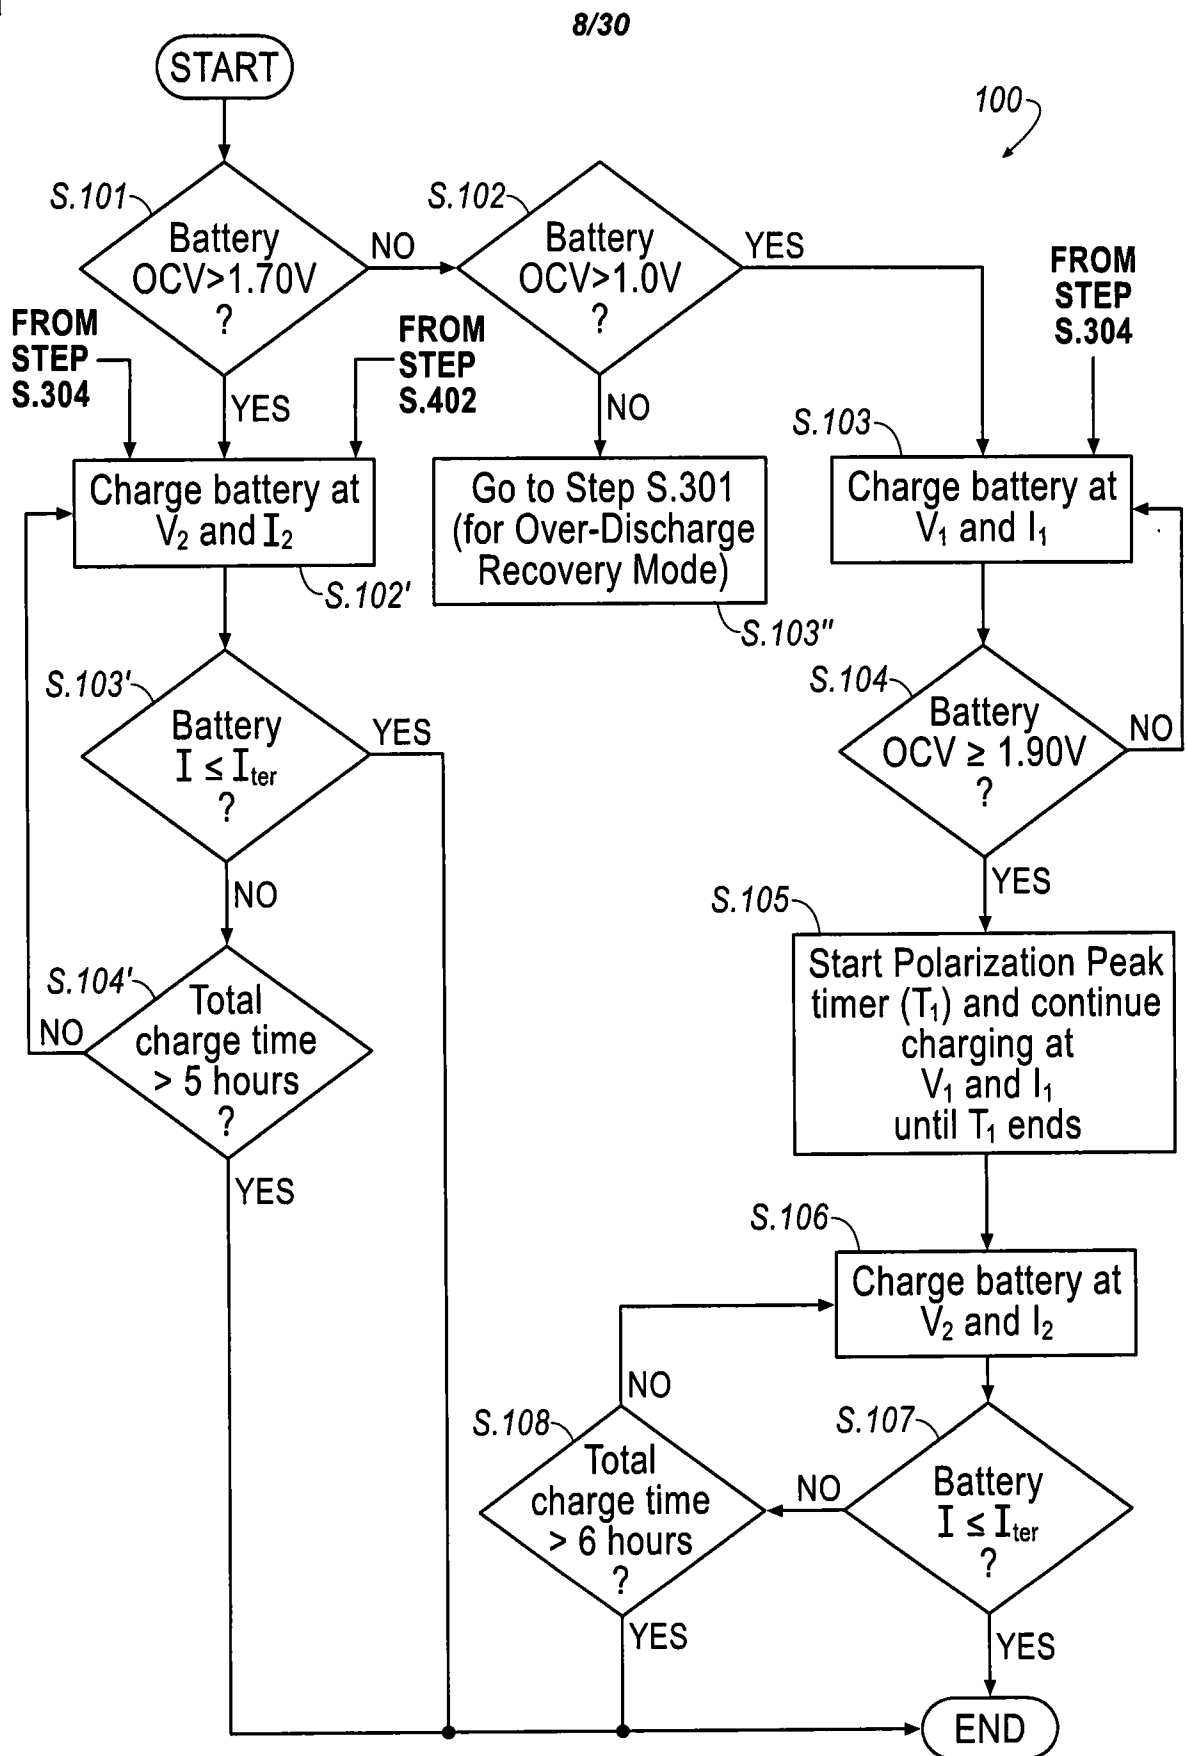 8/30
START
100
S.101
Battery
OCV>1.70V
?
NO
YES
S.102
Battery
OCV>1.0V
?
YES
NO
FROM
STEP
S.304
FROM
STEP
S.402
FROM
STEP
S.304
Charge battery at
V₂ and I₂
S.102'
Go to Step S.301
(for Over-Discharge
Recovery Mode)
S.103"
S.103
Charge battery at
V₁ and I₁
S.103'
Battery
I ≤ Iter
?
YES
NO
S.104
Battery
OCV ≥ 1.90V
?
NO
YES
S.104'
Total
charge time
> 5 hours
?
NO
YES
S.105
Start Polarization Peak
timer (T₁) and continue
charging at
V₁ and I₁
until T₁ ends
S.106
Charge battery at
V₂ and I₂
S.107
Battery
I ≤ Iter
?
NO
YES
S.108
Total
charge time
> 6 hours
?
NO
YES
END